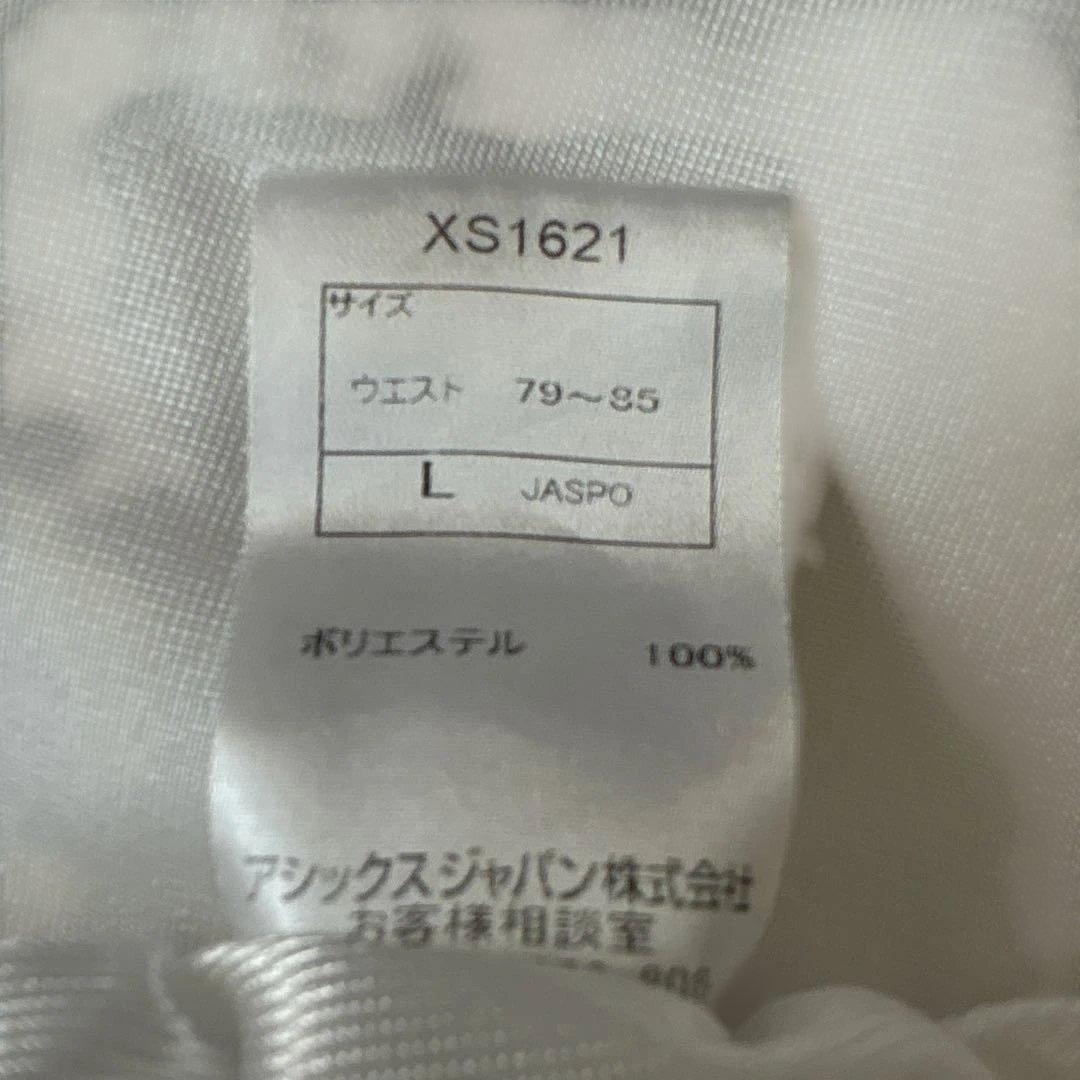 XS1621
サイズ
ウエスト 79～85
L JASPO
ポリエステル 100%
アシックスジャパン株式会社
お客様相談室